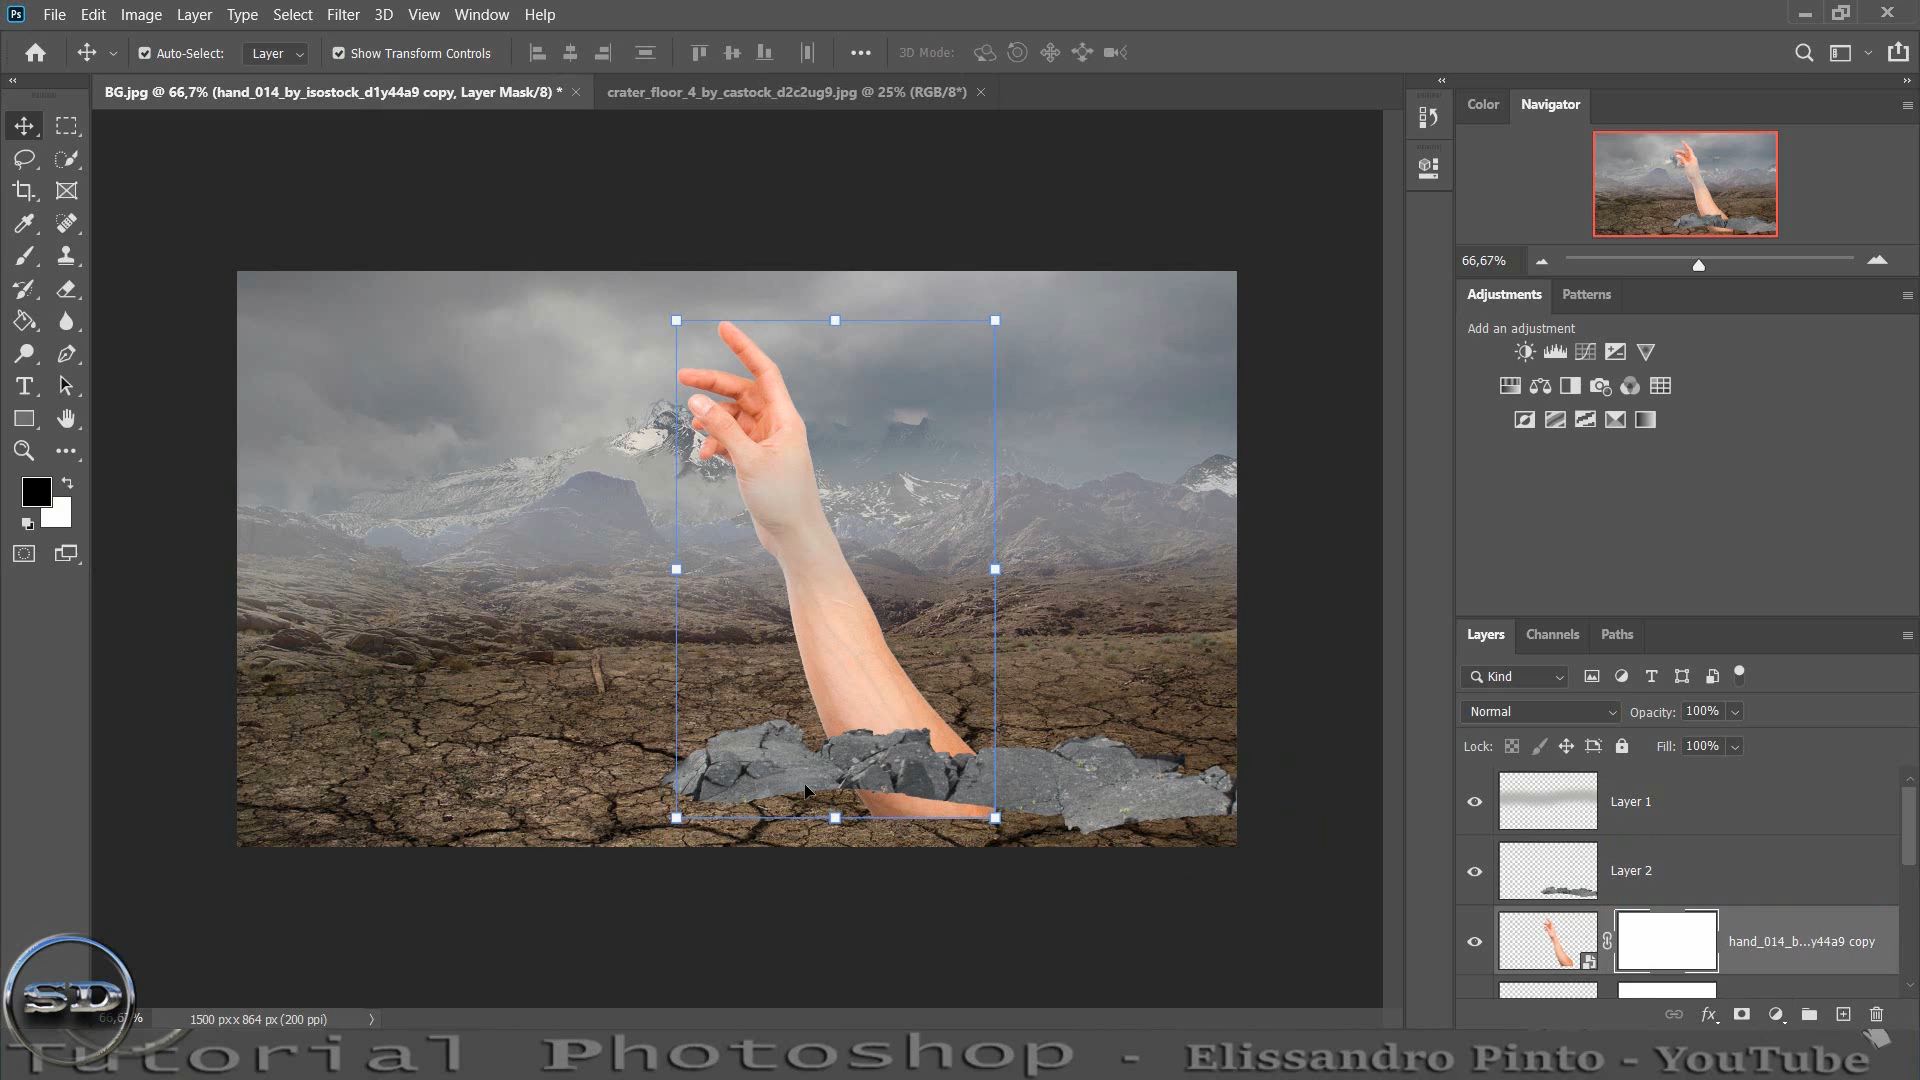 Ps File Edit Image Layer Type Select Filter 3D View Window Help
Auto-Select: Layer Show Transform Controls 3D Mode:
BG.jpg @ 66,7% (hand_014_by_isostock_d1y44a9 copy, Layer Mask/8) * crater_floor_4_by_castock_d2c2ug9.jpg @ 25% (RGB/8*)
Color Navigator
66,67%
Adjustments Patterns
Add an adjustment
Layers Channels Paths
Kind
Normal Opacity: 100%
Lock: Fill: 100%
Layer 1
Layer 2
hand_014_b...y44a9 copy
SD
66,67% 1500 px x 864 px (200 ppi)
Tutorial Photoshop - Elissandro Pinto - YouTube